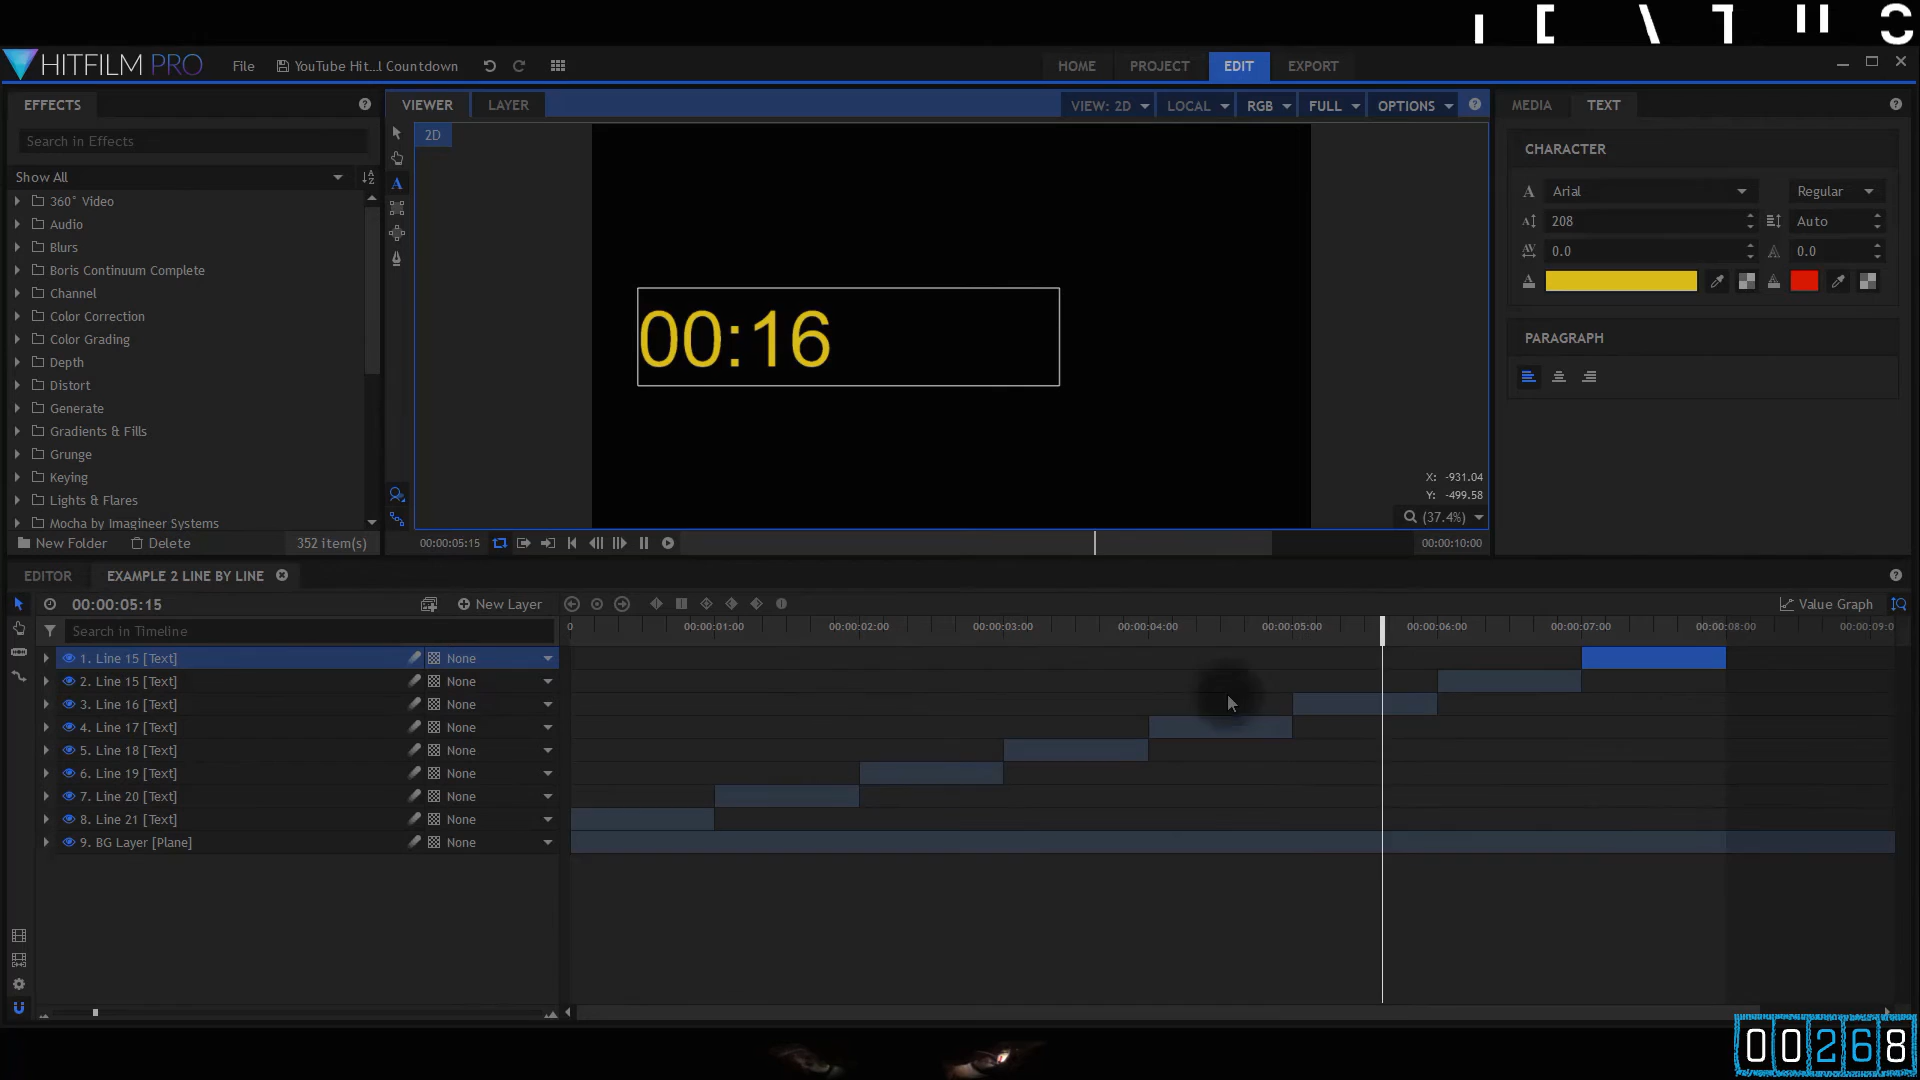 HITFILM PRO
File
YouTube Hit...l Countdown
HOME
PROJECT
EDIT
EXPORT
EFFECTS
Search in Effects
Show All
360° Video
Audio
Blurs
Boris Continuum Complete
Channel
Color Correction
Color Grading
Depth
Distort
Generate
Gradients & Fills
Grunge
Keying
Lights & Flares
Mocha by Imagineer Systems
New Folder
Delete
352 item(s)
VIEWER
LAYER
VIEW: 2D
LOCAL
RGB
FULL
OPTIONS
2D
00:16
X: -931.04
Y: -499.58
(37.4%)
00:00:05:15
00:00:10:00
MEDIA
TEXT
CHARACTER
Arial
Regular
208
Auto
0.0
0.0
PARAGRAPH
EDITOR
EXAMPLE 2 LINE BY LINE
00:00:05:15
New Layer
Value Graph
Search in Timeline
0
00:00:01:00
00:00:02:00
00:00:03:00
00:00:04:00
00:00:05:00
00:00:06:00
00:00:07:00
00:00:08:00
00:00:09:0
1. Line 15 [Text] None
2. Line 15 [Text] None
3. Line 16 [Text] None
4. Line 17 [Text] None
5. Line 18 [Text] None
6. Line 19 [Text] None
7. Line 20 [Text] None
8. Line 21 [Text] None
9. BG Layer [Plane] None
00268